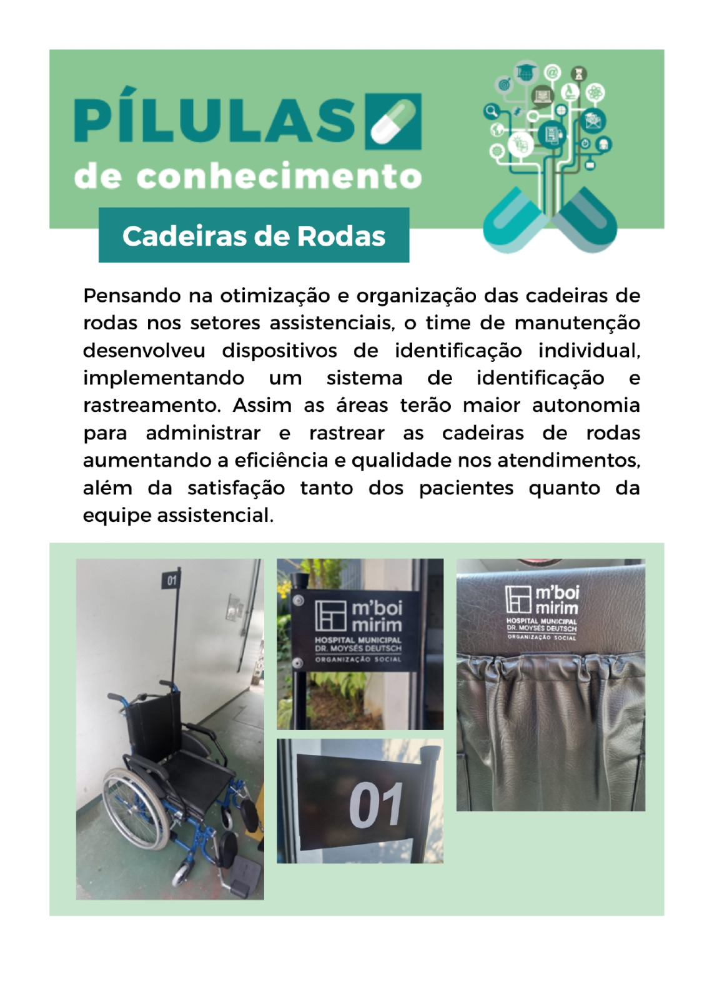 PÍLULAS
de conhecimento
Cadeiras de Rodas
Pensando na otimização e organização das cadeiras de
rodas nos setores assistenciais, o time de manutenção
desenvolveu dispositivos de identificação individual,
implementando um sistema de identificação e
rastreamento. Assim as áreas terão maior autonomia
para administrar e rastrear as cadeiras de rodas
aumentando a eficiência e qualidade nos atendimentos,
além da satisfação tanto dos pacientes quanto da
equipe assistencial.
01
m'boi
mirim
HOSPITAL MUNICIPAL
DR. MOYSÉS DEUTSCH
ORGANIZAÇÃO SOCIAL
01
m'boi
mirim
HOSPITAL MUNICIPAL
DR. MOYSÉS DEUTSCH
ORGANIZAÇÃO SOCIAL